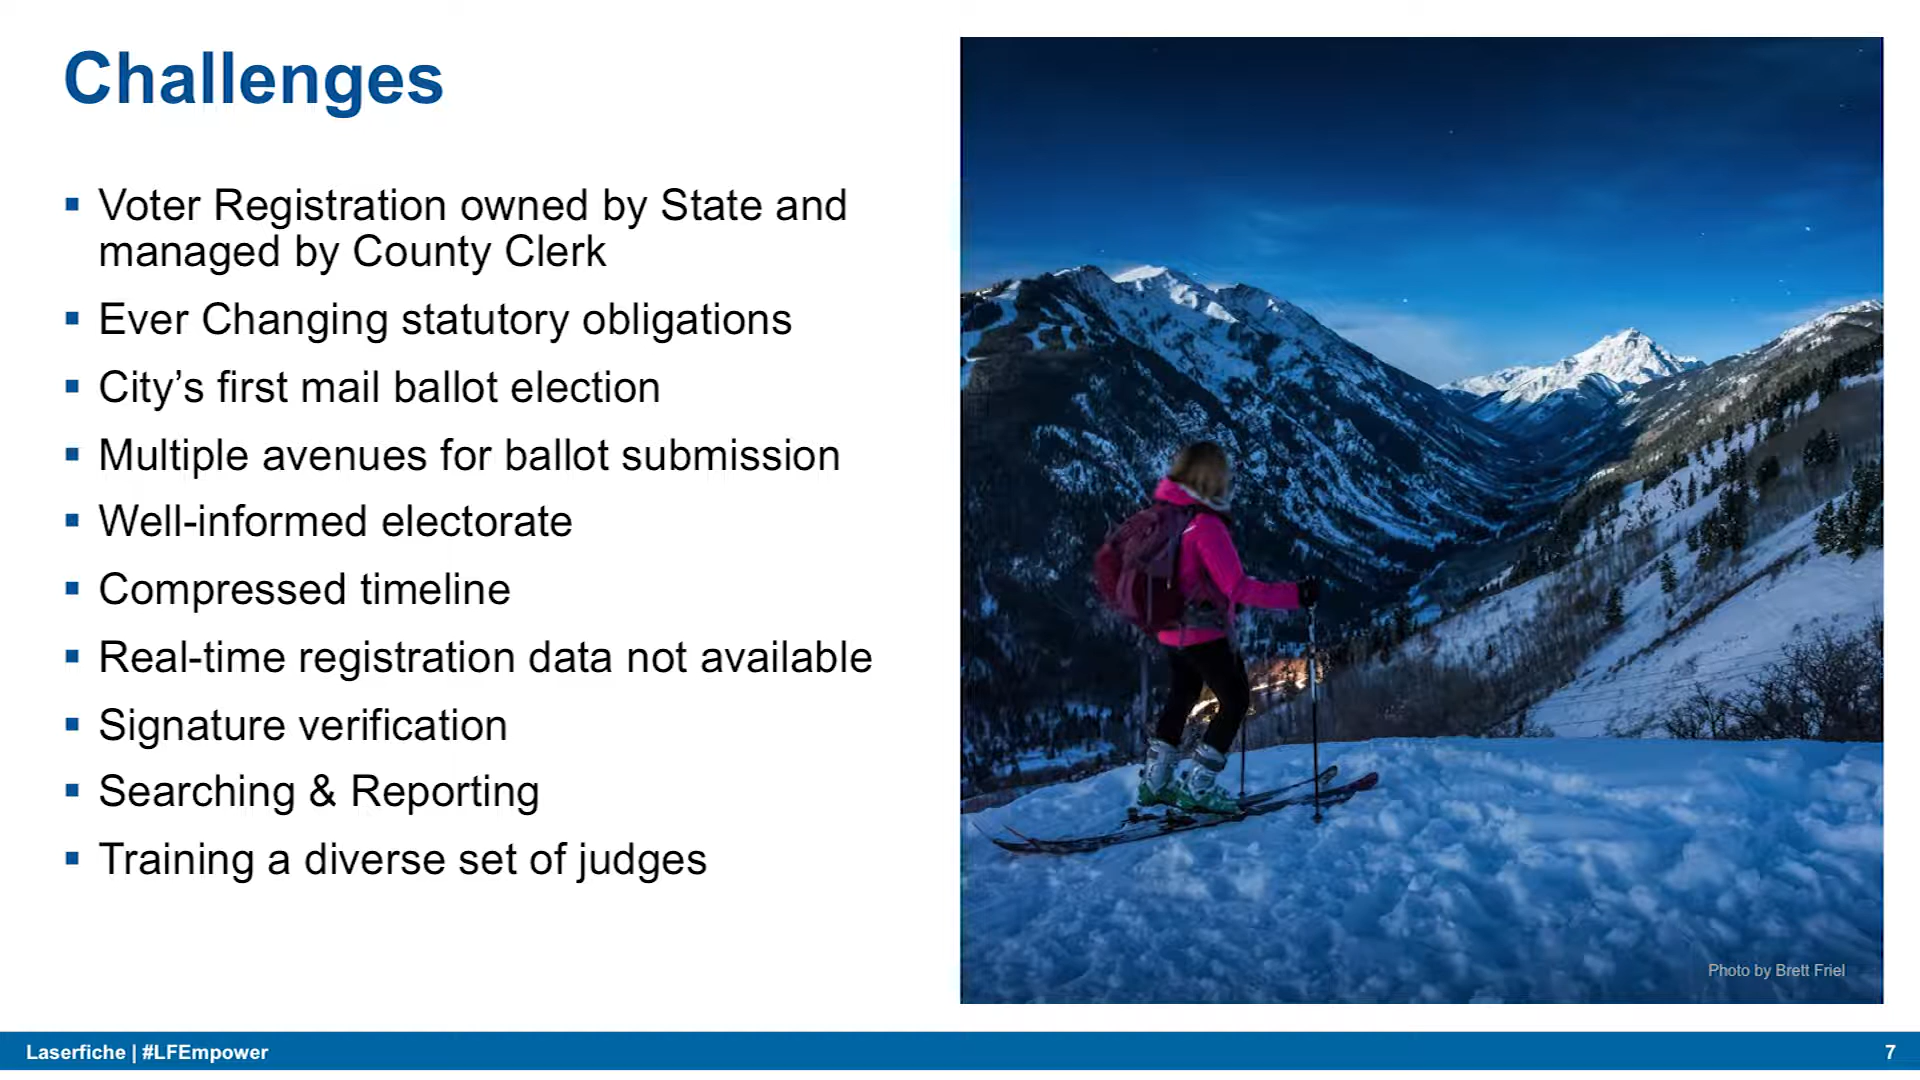 Challenges
▪ Voter Registration owned by State and
managed by County Clerk
▪ Ever Changing statutory obligations
▪ City’s first mail ballot election
▪ Multiple avenues for ballot submission
▪ Well-informed electorate
▪ Compressed timeline
▪ Real-time registration data not available
▪ Signature verification
▪ Searching & Reporting
▪ Training a diverse set of judges
Photo by Brett Friel
Laserfiche | #LFEmpower
7